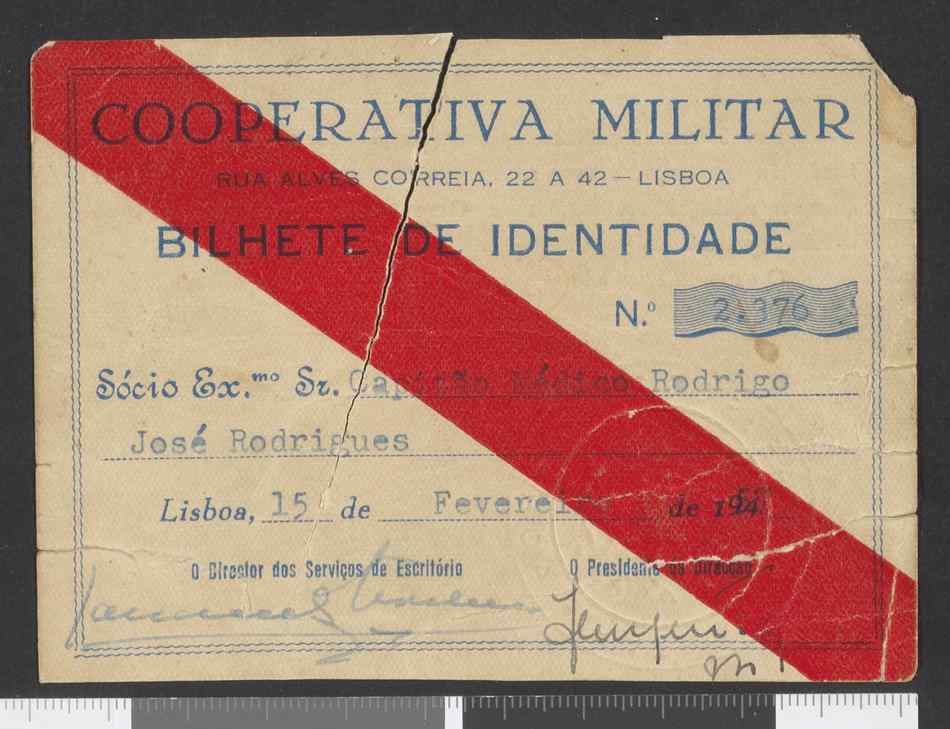 COOPERATIVA MILITAR
RUA ALVES CORREIA, 22 A 42 — LISBOA
BILHETE DE IDENTIDADE
N.º 2.376
Sócio Ex.mo Sr. Capitão Médico Rodrigo
José Rodrigues
Lisboa, 15 de Fevereiro de
O Director dos Serviços de Escritório O Presidente da Direcção